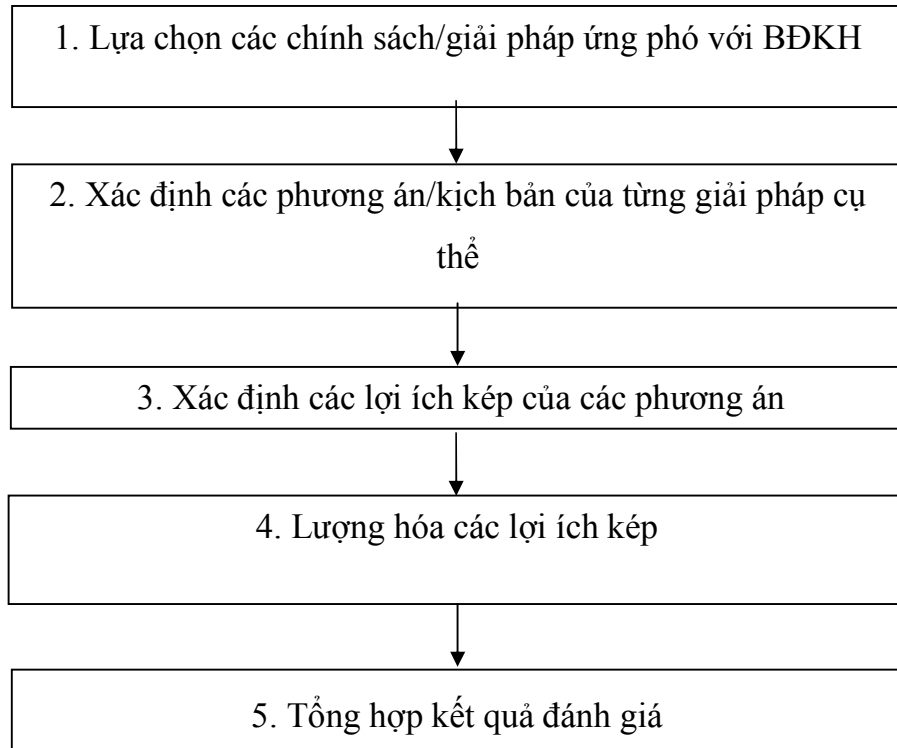 1. Lựa chọn các chính sách/giải pháp ứng phó với BĐKH
2. Xác định các phương án/kịch bản của từng giải pháp cụ
thể
3. Xác định các lợi ích kép của các phương án
4. Lượng hóa các lợi ích kép
5. Tổng hợp kết quả đánh giá